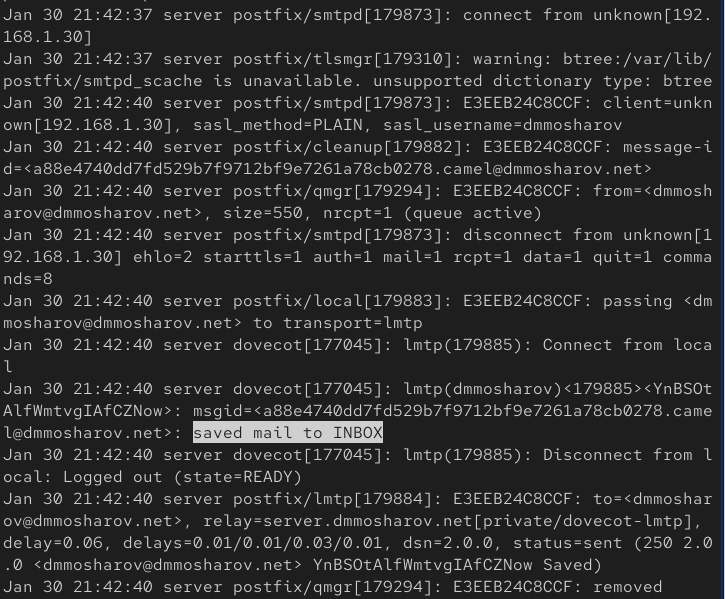 Jan 30 21:42:37 server postfix/smtpd[179873]: connect from unknown[192.
168.1.30]
Jan 30 21:42:37 server postfix/tlsmgr[179310]: warning: btree:/var/lib/
postfix/smtpd_scache is unavailable. unsupported dictionary type: btree
Jan 30 21:42:40 server postfix/smtpd[179873]: E3EEB24C8CCF: client=unkn
own[192.168.1.30], sasl_method=PLAIN, sasl_username=dmmosharov
Jan 30 21:42:40 server postfix/cleanup[179882]: E3EEB24C8CCF: message-i
d=<a88e4740dd7fd529b7f9712bf9e7261a78cb0278.camel@dmmosharov.net>
Jan 30 21:42:40 server postfix/qmgr[179294]: E3EEB24C8CCF: from=<dmmosh
arov@dmmosharov.net>, size=550, nrcpt=1 (queue active)
Jan 30 21:42:40 server postfix/smtpd[179873]: disconnect from unknown[1
92.168.1.30] ehlo=2 starttls=1 auth=1 mail=1 rcpt=1 data=1 quit=1 comma
nds=8
Jan 30 21:42:40 server postfix/local[179883]: E3EEB24C8CCF: passing <dm
mosharov@dmmosharov.net> to transport=lmtp
Jan 30 21:42:40 server dovecot[177045]: lmtp(179885): Connect from loca
l
Jan 30 21:42:40 server dovecot[177045]: lmtp(dmmosharov)<179885><YnBSOt
AlfWmtvgIAfCZNow>: msgid=<a88e4740dd7fd529b7f9712bf9e7261a78cb0278.came
l@dmmosharov.net>: saved mail to INBOX
Jan 30 21:42:40 server dovecot[177045]: lmtp(179885): Disconnect from l
ocal: Logged out (state=READY)
Jan 30 21:42:40 server postfix/lmtp[179884]: E3EEB24C8CCF: to=<dmmoshar
ov@dmmosharov.net>, relay=server.dmmosharov.net[private/dovecot-lmtp],
delay=0.06, delays=0.01/0.01/0.03/0.01, dsn=2.0.0, status=sent (250 2.0
.0 <dmmosharov@dmmosharov.net> YnBSOtAlfWmtvgIAfCZNow Saved)
Jan 30 21:42:40 server postfix/qmgr[179294]: E3EEB24C8CCF: removed